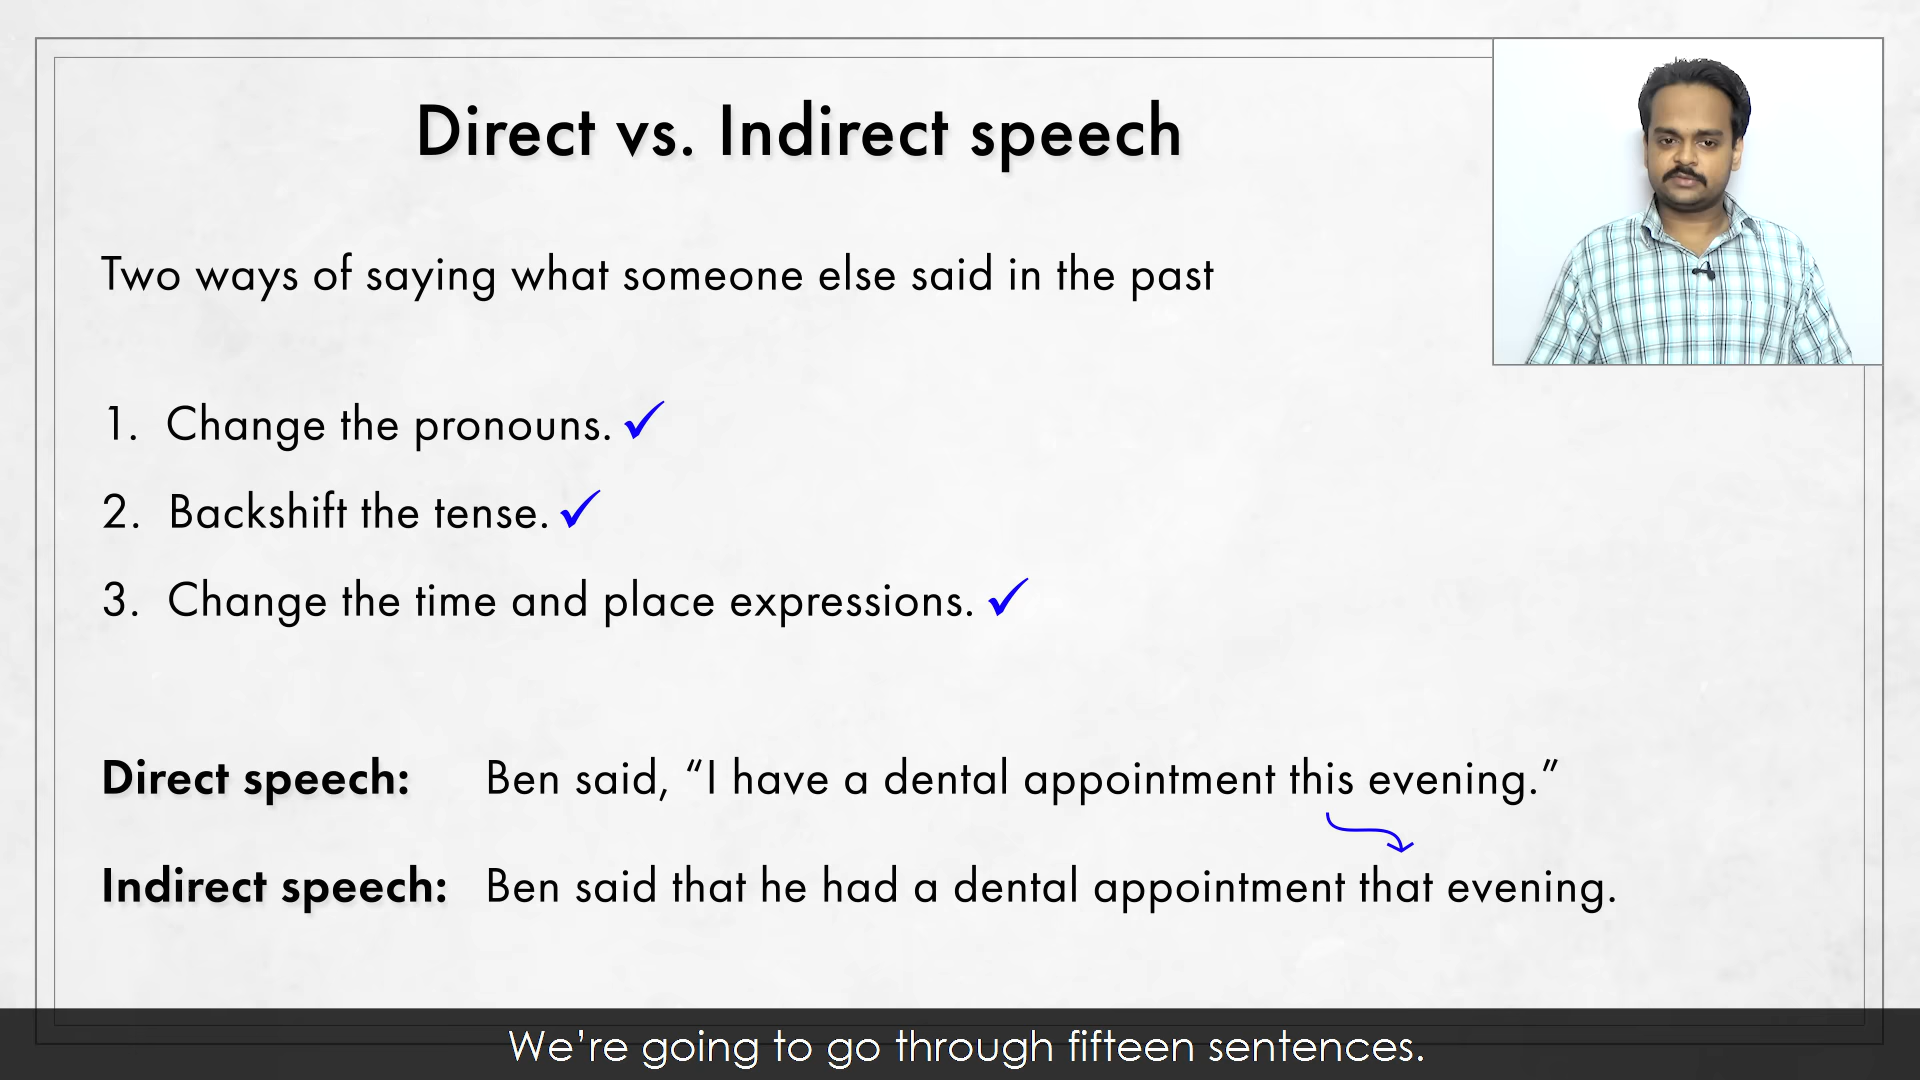 Direct vs. Indirect speech
Two ways of saying what someone else said in the past
1. Change the pronouns. ✓
2. Backshift the tense. ✓
3. Change the time and place expressions. ✓
Direct speech: Ben said, “I have a dental appointment this evening.”
Indirect speech: Ben said that he had a dental appointment that evening.
We’re going to go through fifteen sentences.